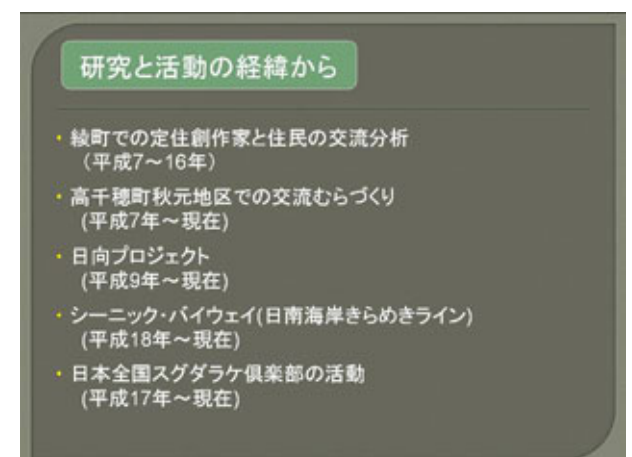 研究と活動の経緯から
・綾町での定住創作家と住民の交流分析
（平成7～16年）
・高千穂町秋元地区での交流むらづくり
(平成7年～現在)
・日向プロジェクト
(平成9年～現在)
・シーニック・バイウェイ(日南海岸きらめきライン)
(平成18年～現在)
・日本全国スグダラケ倶楽部の活動
(平成17年～現在)